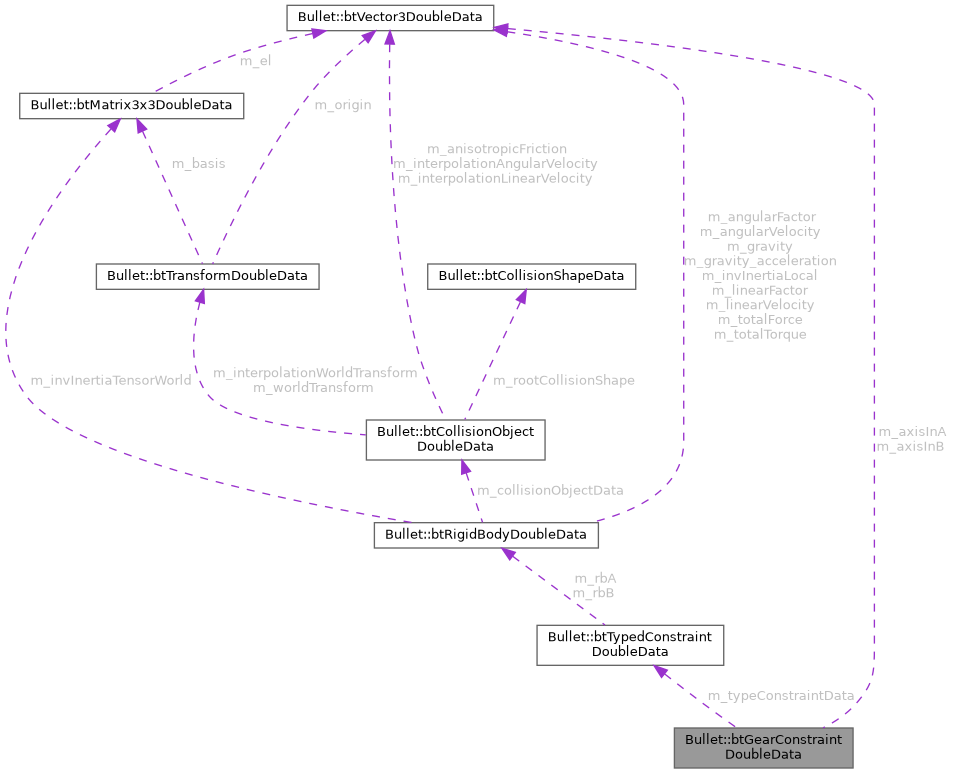 Bullet::btVector3DoubleData
m_el
Bullet::btMatrix3x3DoubleData
m_origin
m_anisotropicFriction
m_interpolationAngularVelocity
m_interpolationLinearVelocity
m_basis
m_angularFactor
m_angularVelocity
m_gravity
m_gravity_acceleration
m_invInertiaLocal
m_linearFactor
m_linearVelocity
m_totalForce
m_totalTorque
Bullet::btTransformDoubleData
Bullet::btCollisionShapeData
m_invInertiaTensorWorld
m_interpolationWorldTransform
m_worldTransform
m_rootCollisionShape
Bullet::btCollisionObject
DoubleData
m_axisInA
m_axisInB
m_collisionObjectData
Bullet::btRigidBodyDoubleData
m_rbA
m_rbB
Bullet::btTypedConstraint
DoubleData
m_typeConstraintData
Bullet::btGearConstraint
DoubleData